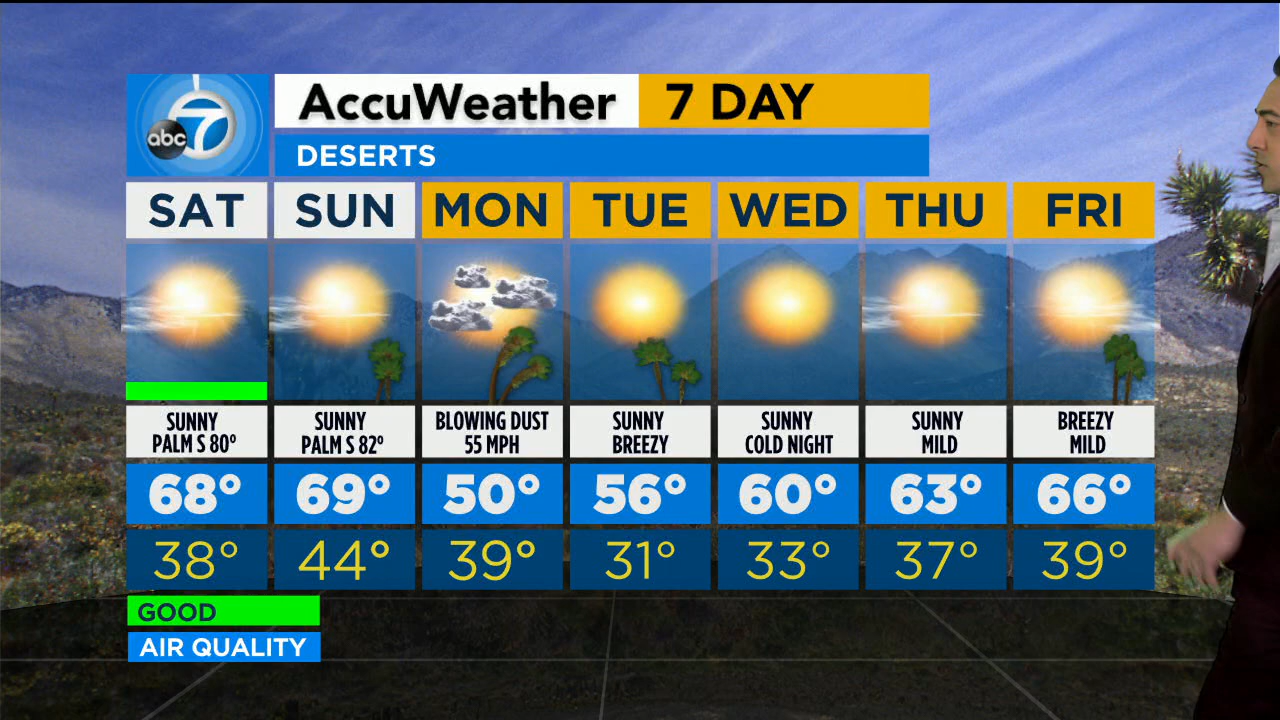 abc 7
AccuWeather 7 DAY
DESERTS
SAT SUN MON TUE WED THU FRI
SUNNY SUNNY BLOWING DUST SUNNY SUNNY SUNNY BREEZY
PALM S 80° PALM S 82° 55 MPH BREEZY COLD NIGHT MILD MILD
68° 69° 50° 56° 60° 63° 66°
38° 44° 39° 31° 33° 37° 39°
GOOD
AIR QUALITY